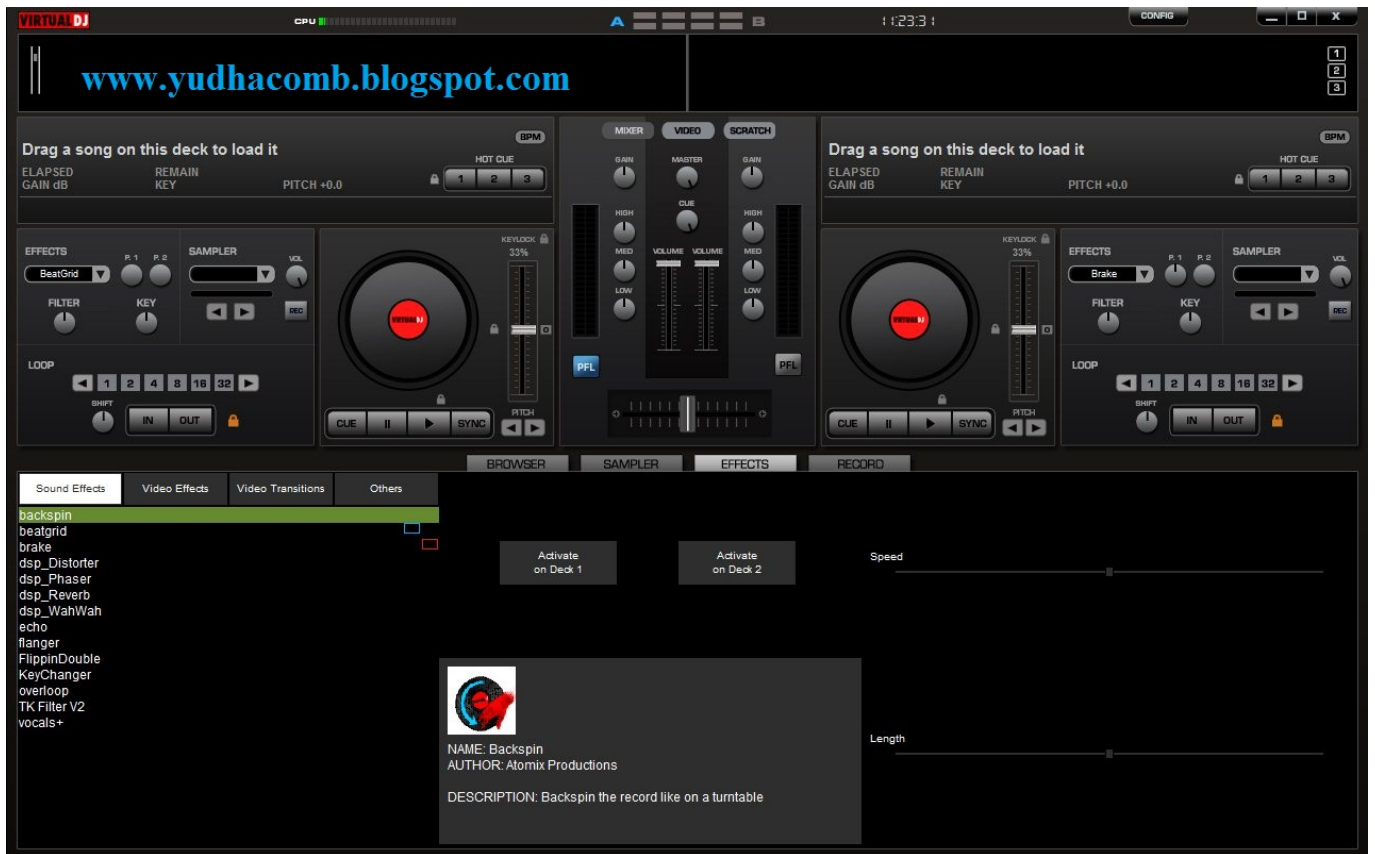 VIRTUALDJ CPU A B 11:23:31 CONFIG _ X
www.yudhacomb.blogspot.com
1
2
3
Drag a song on this deck to load it BPM
ELAPSED REMAIN HOT CUE
GAIN dB KEY PITCH +0.0 1 2 3
MIXER VIDEO SCRATCH
GAIN MASTER GAIN
CUE
HIGH HIGH
MED VOLUME VOLUME MED
LOW LOW
PFL PFL
Drag a song on this deck to load it BPM
ELAPSED REMAIN HOT CUE
GAIN dB KEY PITCH +0.0 1 2 3
EFFECTS P. 1 P. 2 SAMPLER VOL
BeatGrid
FILTER KEY REC
LOOP
1 2 4 8 16 32
SHIFT IN OUT
KEYLOCK
33%
VIRTUALDJ
CUE II SYNC PITCH
KEYLOCK
33%
VIRTUALDJ
CUE II SYNC PITCH
EFFECTS P. 1 P. 2 SAMPLER VOL
Brake
FILTER KEY REC
LOOP
1 2 4 8 16 32
SHIFT IN OUT
BROWSER SAMPLER EFFECTS RECORD
Sound Effects Video Effects Video Transitions Others
backspin
beatgrid
brake
dsp_Distorter
dsp_Phaser
dsp_Reverb
dsp_WahWah
echo
flanger
FlippinDouble
KeyChanger
overloop
TK Filter V2
vocals+
Activate
on Deck 1
Activate
on Deck 2
Speed
Length
NAME: Backspin
AUTHOR: Atomix Productions
DESCRIPTION: Backspin the record like on a turntable